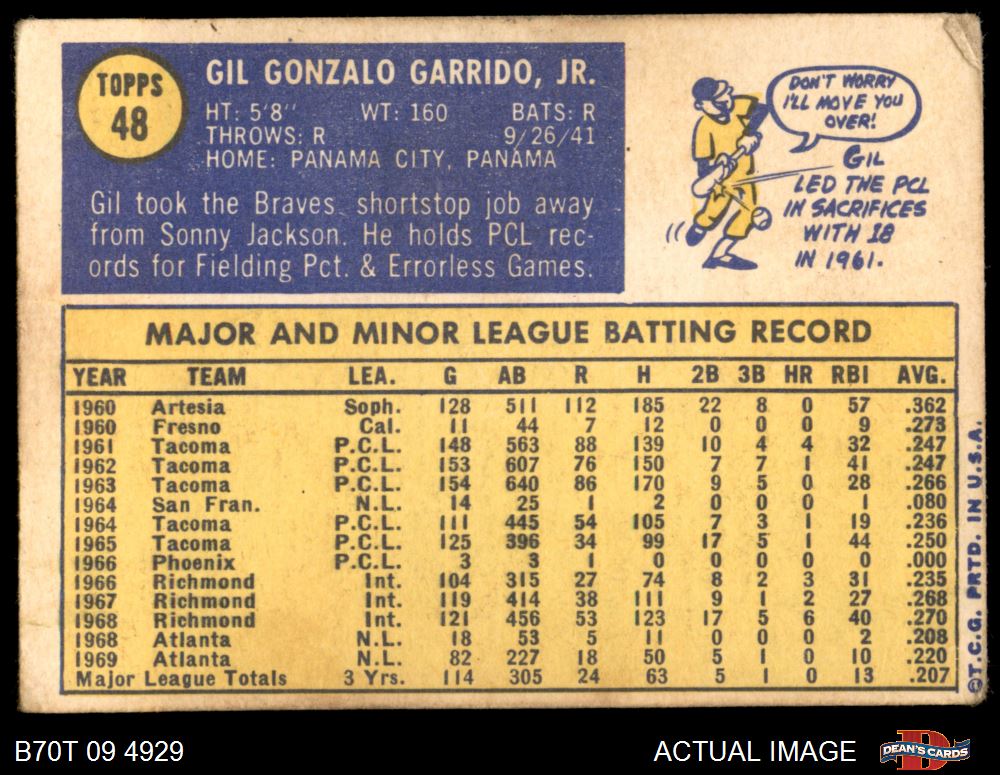 TOPPS
48
GIL GONZALO GARRIDO, JR.
HT: 5'8" WT: 160 BATS: R
THROWS: R 9/26/41
HOME: PANAMA CITY, PANAMA
Gil took the Braves shortstop job away
from Sonny Jackson. He holds PCL rec-
ords for Fielding Pct. & Errorless Games.
DON'T WORRY
I'LL MOVE YOU
OVER!
GIL
LED THE PCL
IN SACRIFICES
WITH 18
IN 1961.
MAJOR AND MINOR LEAGUE BATTING RECORD
YEAR TEAM LEA. G AB R H 2B 3B HR RBI AVG.
1960 Artesia Soph. 128 511 112 185 22 8 0 57 .362
1960 Fresno Cal. 11 44 7 12 0 0 0 9 .273
1961 Tacoma P.C.L. 148 563 88 139 10 4 4 32 .247
1962 Tacoma P.C.L. 153 607 76 150 7 7 1 41 .247
1963 Tacoma P.C.L. 154 640 86 170 9 5 0 28 .266
1964 San Fran. N.L. 14 25 1 2 0 0 0 1 .080
1964 Tacoma P.C.L. 111 445 54 105 7 3 1 19 .236
1965 Tacoma P.C.L. 125 396 34 99 17 5 1 44 .250
1966 Phoenix P.C.L. 3 3 1 0 0 0 0 0 .000
1966 Richmond Int. 104 315 27 74 8 2 3 31 .235
1967 Richmond Int. 119 414 38 111 9 1 2 27 .268
1968 Richmond Int. 121 456 53 123 17 5 6 40 .270
1968 Atlanta N.L. 18 53 5 11 0 0 0 2 .208
1969 Atlanta N.L. 82 227 18 50 5 1 0 10 .220
Major League Totals 3 Yrs. 114 305 24 63 5 1 0 13 .207
©T.C.G. PRTD. IN U.S.A.
B70T 09 4929 ACTUAL IMAGE
D
DEAN'S CARDS